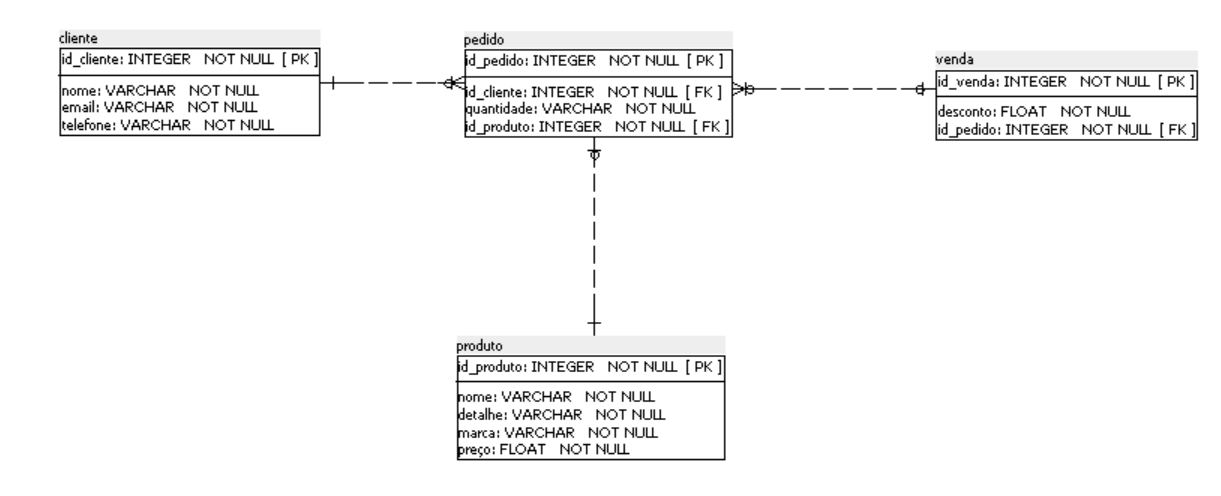 cliente
id_cliente: INTEGER NOT NULL [ PK ]
nome: VARCHAR NOT NULL
email: VARCHAR NOT NULL
telefone: VARCHAR NOT NULL
pedido
id_pedido: INTEGER NOT NULL [ PK ]
id_cliente: INTEGER NOT NULL [ FK ]
quantidade: VARCHAR NOT NULL
id_produto: INTEGER NOT NULL [ FK ]
venda
id_venda: INTEGER NOT NULL [ PK ]
desconto: FLOAT NOT NULL
id_pedido: INTEGER NOT NULL [ FK ]
produto
id_produto: INTEGER NOT NULL [ PK ]
nome: VARCHAR NOT NULL
detalhe: VARCHAR NOT NULL
marca: VARCHAR NOT NULL
preço: FLOAT NOT NULL